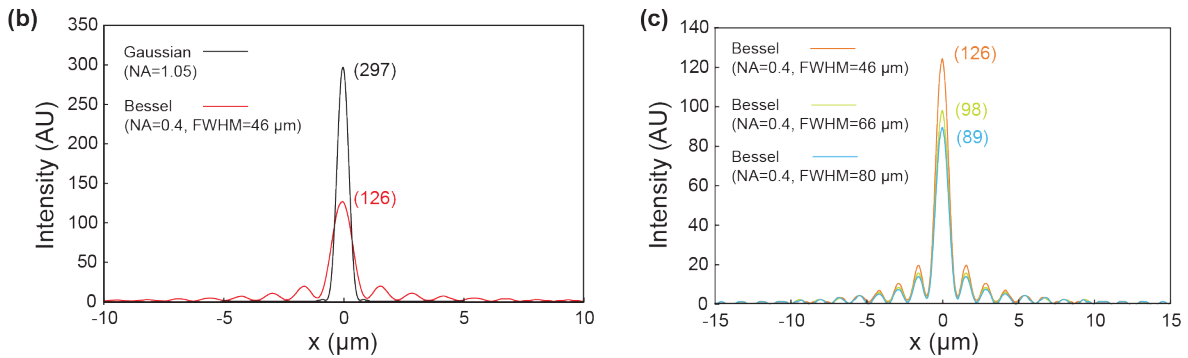 (b)
350
300
250
200
150
100
50
0
Intensity (AU)
Gaussian
(NA=1.05)
Bessel
(NA=0.4, FWHM=46 µm)
(297)
(126)
-10
-5
0
5
10
x (µm)
(c)
140
120
100
80
60
40
20
0
Intensity (AU)
Bessel
(NA=0.4, FWHM=46 µm)
Bessel
(NA=0.4, FWHM=66 µm)
Bessel
(NA=0.4, FWHM=80 µm)
(126)
(98)
(89)
-15
-10
-5
0
5
10
15
x (µm)